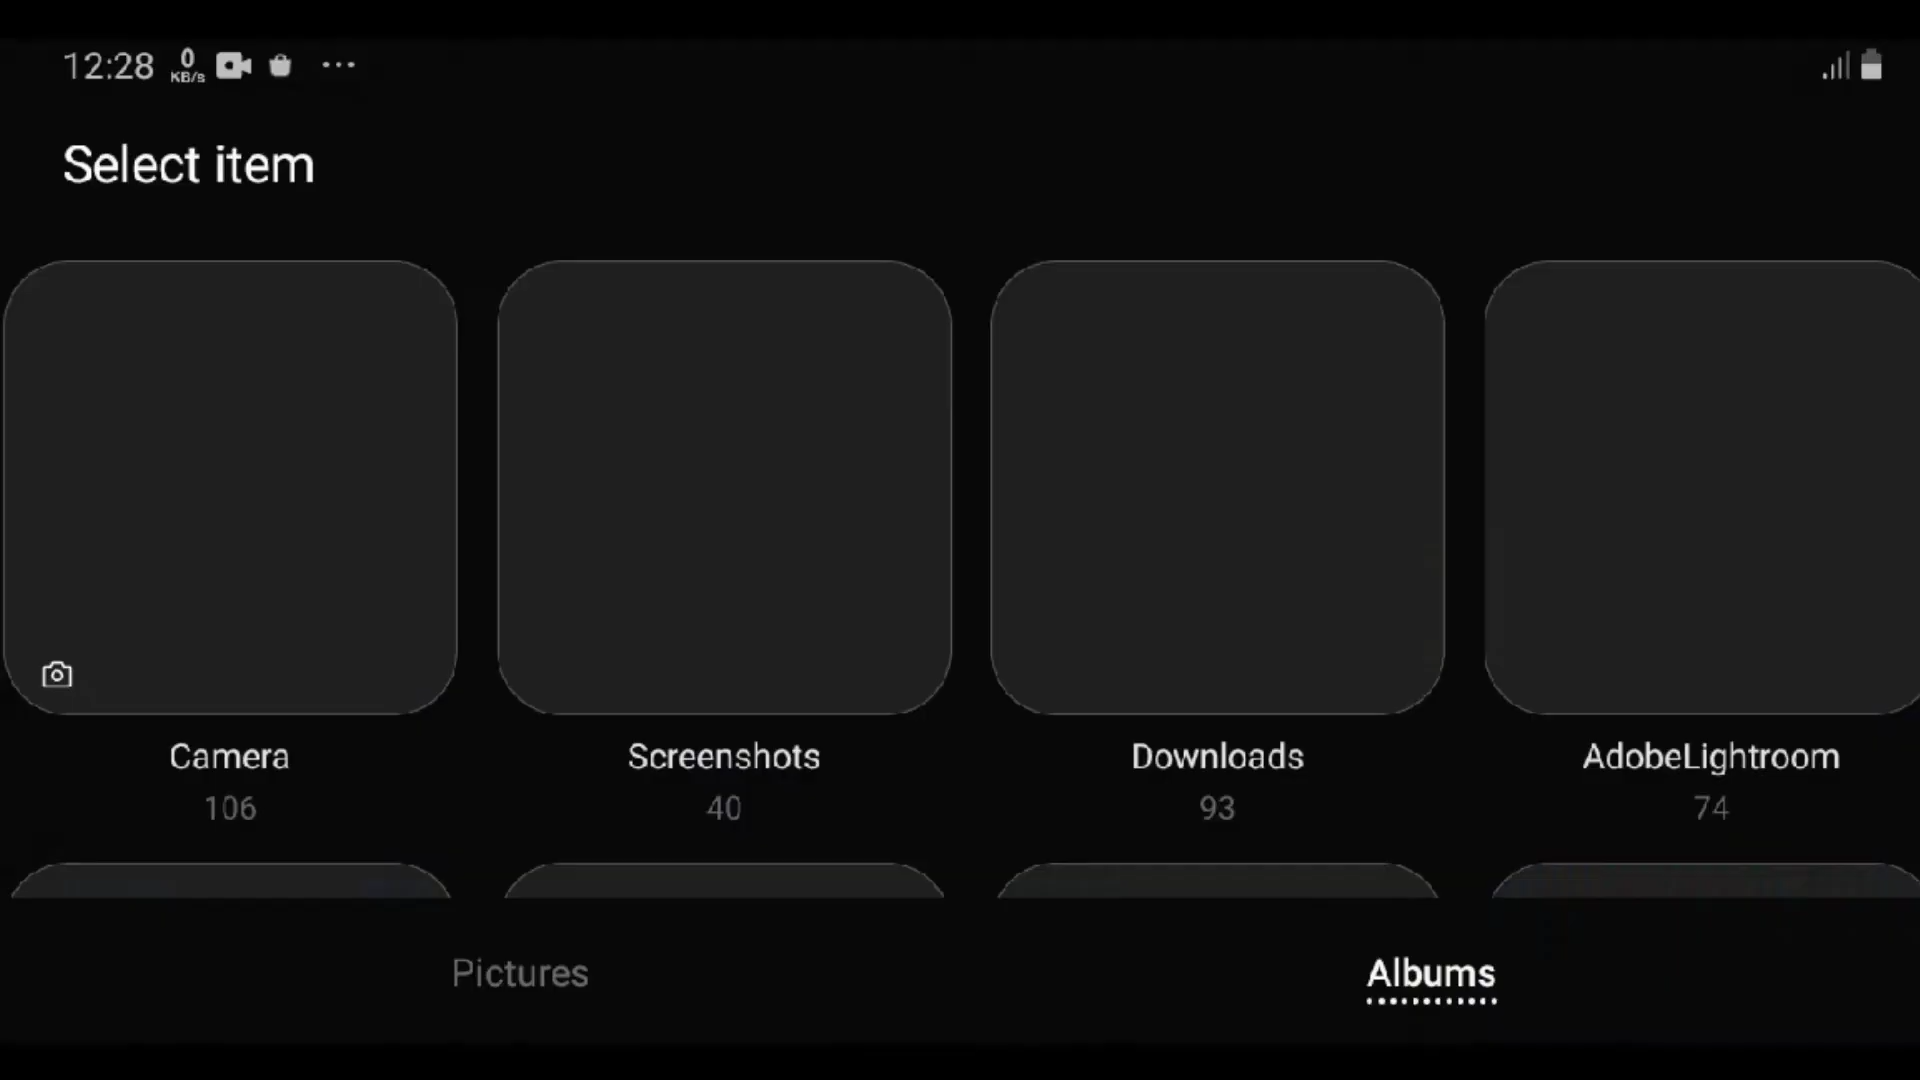 12:28 0 KB/s ...
Select item
Camera Screenshots Downloads AdobeLightroom
106 40 93 74
Pictures Albums